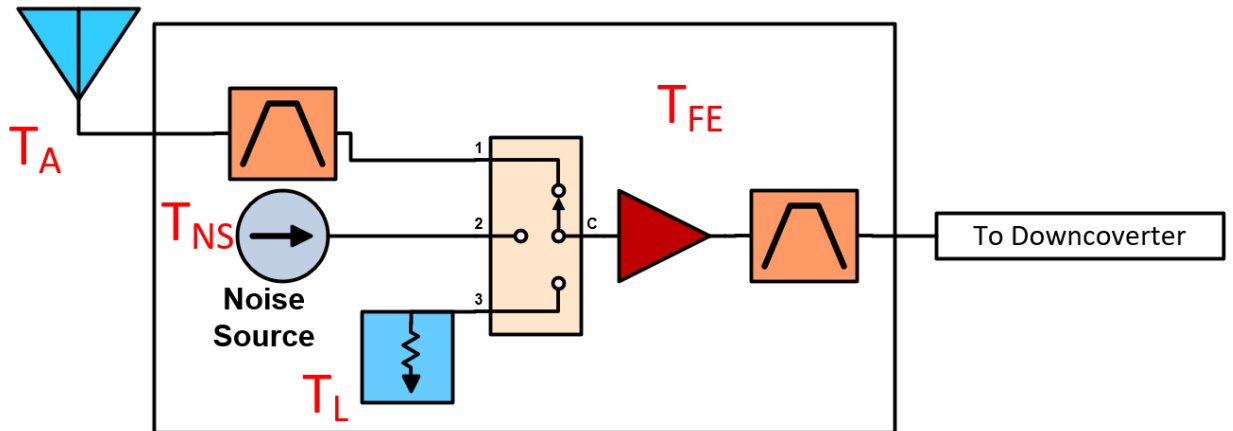 T_A
T_FE
1
T_NS
2
C
To Downcoverter
Noise
Source
3
T_L